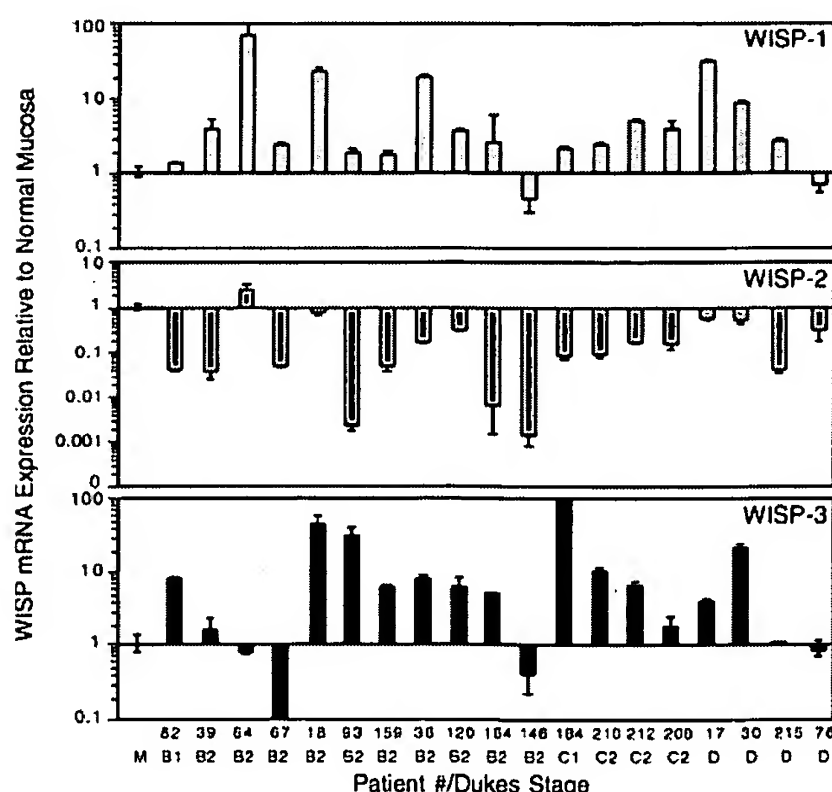 WISP mRNA Expression Relative to Normal Mucosa
100
10
1
0.1
WISP-1
10
1
0.1
0.01
0.001
0
WISP-2
100
10
1
0.1
WISP-3
82 39 64 67 18 93 159 36 120 164 146 184 210 212 200 17 30 215 76
M B1 B2 B2 B2 B2 B2 B2 B2 B2 B2 B2 C1 C2 C2 C2 D D D D
Patient #/Dukes Stage